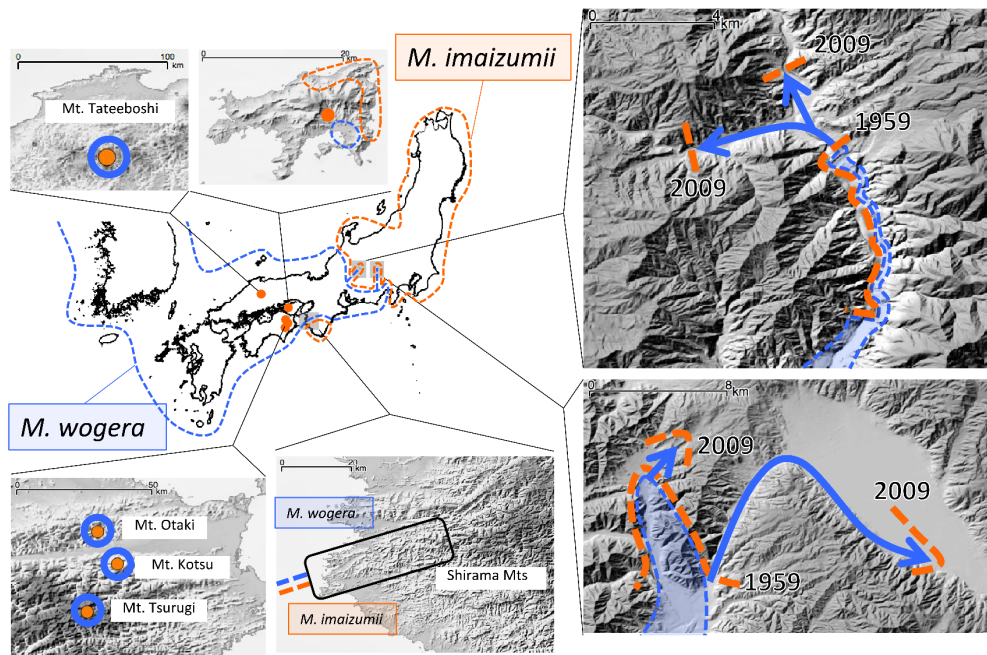 0
100
km
Mt. Tateeboshi
0
20
km
M. imaizumii
0
4
km
2009
1959
2009
M. wogera
0
8
km
2009
2009
1959
0
50
km
Mt. Otaki
Mt. Kotsu
Mt. Tsurugi
0
20
km
M. wogera
Shirama Mts
M. imaizumii